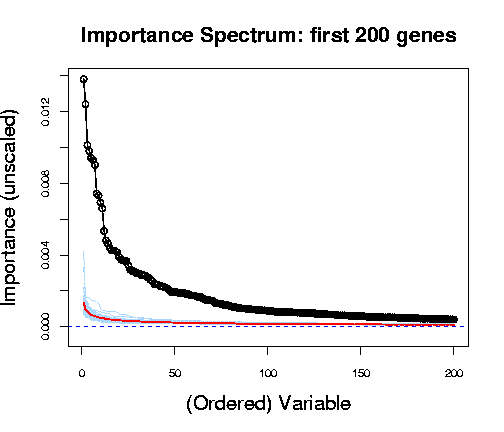 Importance Spectrum: first 200 genes
Importance (unscaled)
0.012
0.008
0.004
0.000
0 50 100 150 200
(Ordered) Variable